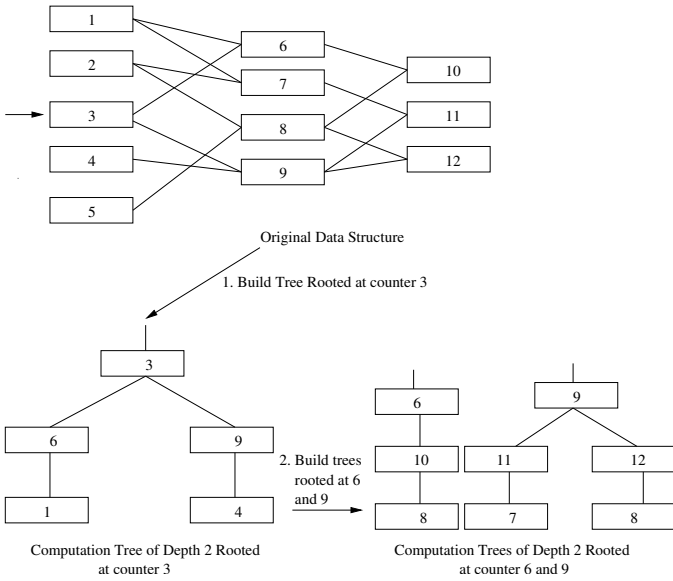 1
6
2
10
7
3
11
8
4
12
9
5
Original Data Structure
1. Build Tree Rooted at counter 3
3
6
9
6
9
2. Build trees
rooted at 6
and 9
10
11
12
1
4
8
7
8
Computation Tree of Depth 2 Rooted
at counter 3
Computation Trees of Depth 2 Rooted
at counter 6 and 9